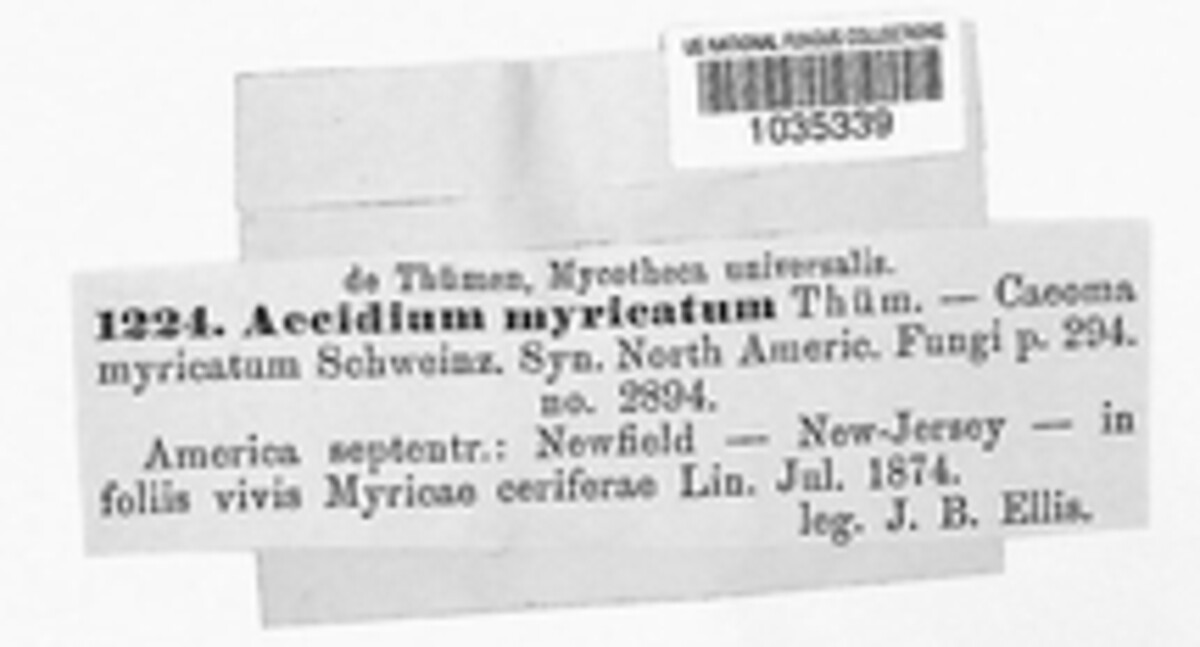 US NATIONAL FUNGUS COLLECTIONS
1035339
de Thümen, Mycotheca universalis.
1224. Aecidium myricatum Thüm. — Caeoma
myricatum Schweinz. Syn. North Americ. Fungi p. 294.
no. 2894.
America septentr.: Newfield — New-Jersey — in
foliis vivis Myricae ceriferae Lin. Jul. 1874.
leg. J. B. Ellis.